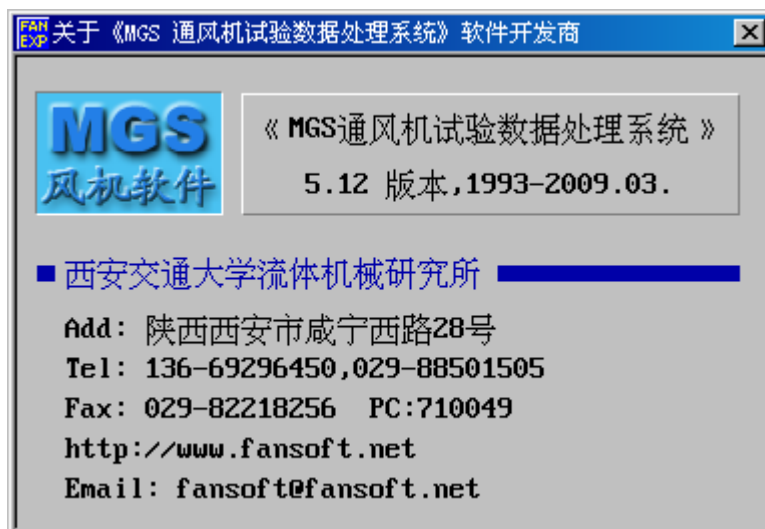 FAN
EXP 关于《MGS 通风机试验数据处理系统》软件开发商
MGS
风机软件
《 MGS通风机试验数据处理系统 》
5.12 版本,1993-2009.03.
西安交通大学流体机械研究所
Add: 陕西西安市咸宁西路28号
Tel: 136-69296450,029-88501505
Fax: 029-82218256 PC:710049
http://www.fansoft.net
Email: fansoft@fansoft.net